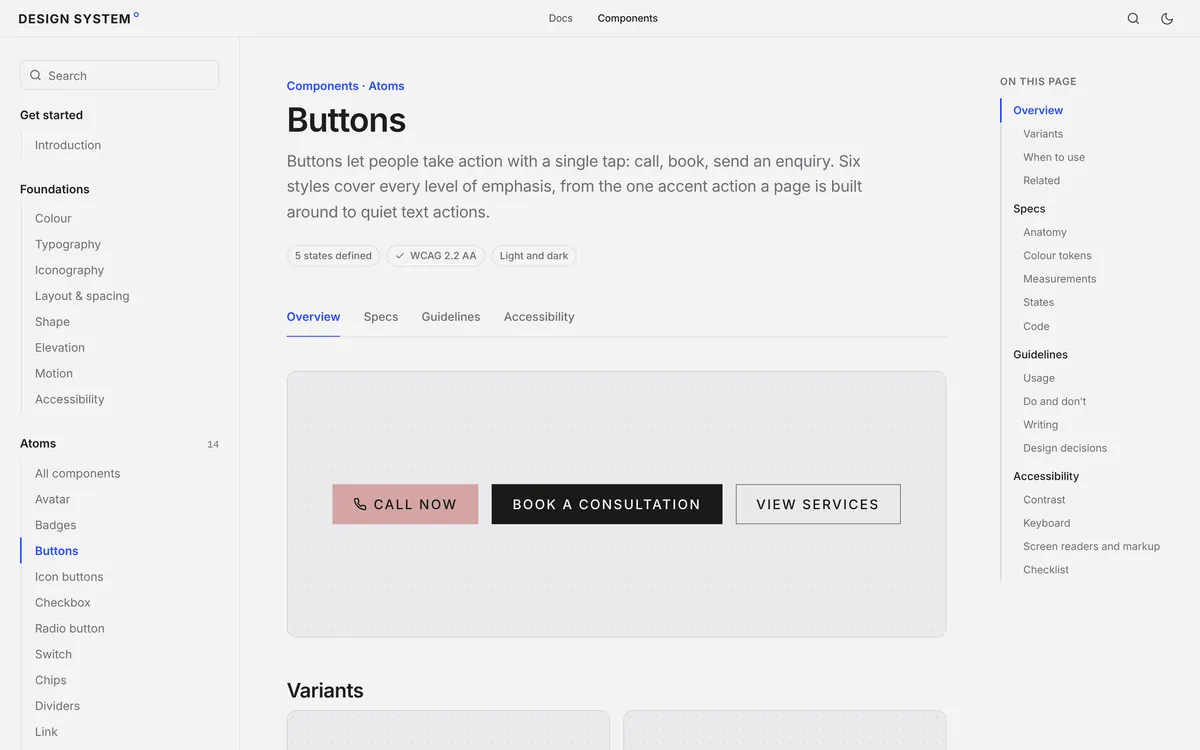 DESIGN SYSTEM
Docs
Components
Search
Get started
Introduction
Foundations
Colour
Typography
Iconography
Layout & spacing
Shape
Elevation
Motion
Accessibility
Atoms
14
All components
Avatar
Badges
Buttons
Icon buttons
Checkbox
Radio button
Switch
Chips
Dividers
Link
Components · Atoms
Buttons
Buttons let people take action with a single tap: call, book, send an enquiry. Six
styles cover every level of emphasis, from the one accent action a page is built
around to quiet text actions.
5 states defined
WCAG 2.2 AA
Light and dark
Overview
Specs
Guidelines
Accessibility
CALL NOW
BOOK A CONSULTATION
VIEW SERVICES
Variants
ON THIS PAGE
Overview
Variants
When to use
Related
Specs
Anatomy
Colour tokens
Measurements
States
Code
Guidelines
Usage
Do and don't
Writing
Design decisions
Accessibility
Contrast
Keyboard
Screen readers and markup
Checklist